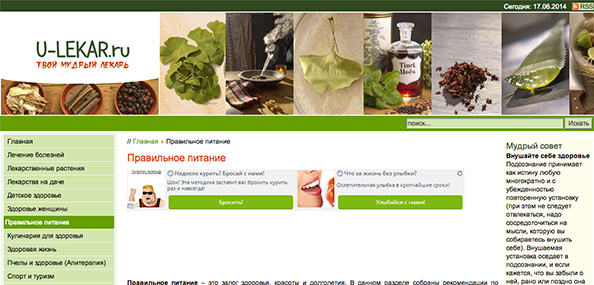 Сегодня: 17.06.2014 RSS
U-LEKAR.ru
ТВОЙ МУДРЫЙ ЛЕКАРЬ
Tinct
Moës
поиск... Искать
Главная
Лечение болезней
Лекарственные растения
Лекарства на даче
Детское здоровье
Здоровье женщины
Правильное питание
Кулинария для здоровья
Здоровая жизнь
Пчелы и здоровье (Апитерапия)
Спорт и туризм
// Главная Правильное питание
Правильное питание
Надоело курить? Бросай с нами!
Шок! Эта методика заставит вас бросить курить
раз и навсегда!
Бросить!
Что за жизнь без улыбки?
Ослепительная улыбка в кротчайшие сроки!
Улыбайся с нами!
Правильное питание – это залог здоровья, красоты и долголетия. В данном разделе собраны рекомендации по
Мудрый совет
Внушайте себе здоровье
Подсознание принимает
как истину любую
многократно и с
убежденностью
повторенную установку
(при этом не следует
отвлекаться, надо
сосредоточиться на
мысли, которую вы
собираетесь внушить
себе). Внушаемая
установка оседает в
подсознании, и если
кажется, что вы забыли о
ней, рано или поздно она